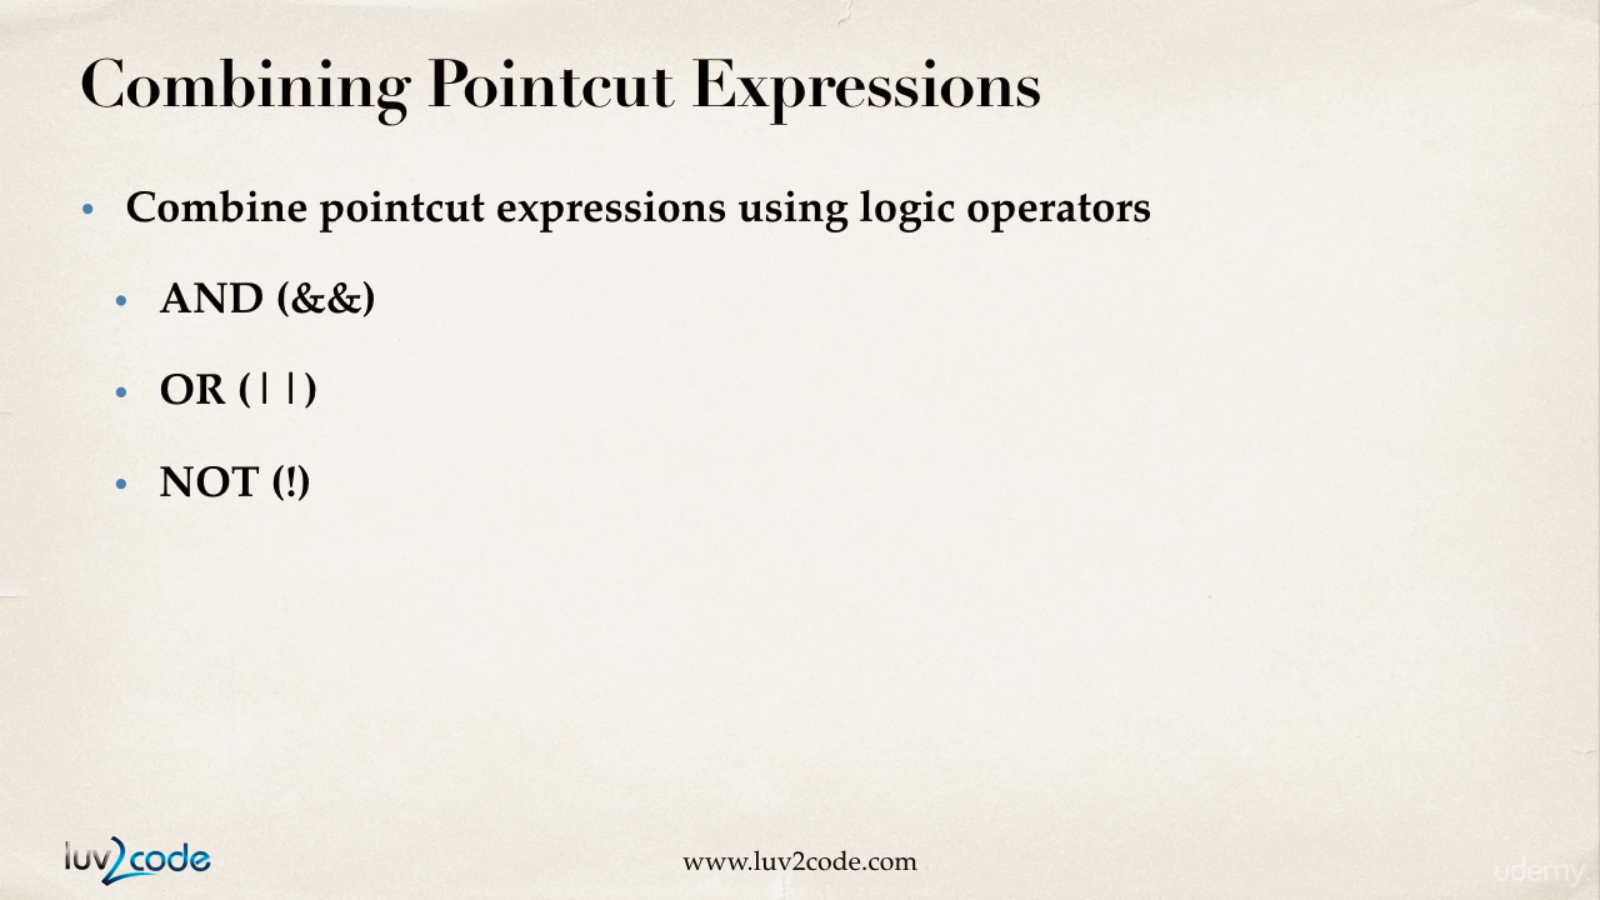 Combining Pointcut Expressions
• Combine pointcut expressions using logic operators
• AND (&&)
• OR (||)
• NOT (!)
luv2code
www.luv2code.com
udemy